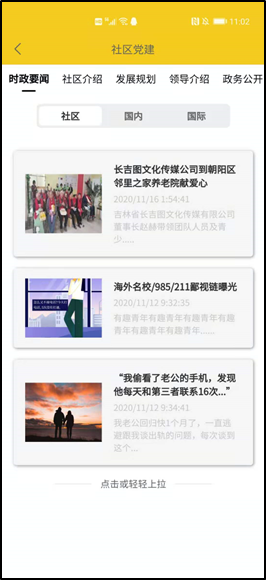 11:02
社区党建
时政要闻 社区介绍 发展规划 领导介绍 政务公开
社区 国内 国际
长吉图文化传媒公司到朝阳区
邻里之家养老院献爱心
2020/11/16 1:54:41
吉林省长吉图文化传媒有限公司
董事长赵赫带领团队人员及青
少......
海外名校/985/211鄙视链曝光
2020/11/12 9:32:35
有趣青年有趣青年有趣青年有趣
青年有趣青年有趣青年......
“我偷看了老公的手机，发现
他每天和第三者联系16次...”
2020/11/12 9:34:41
我老公回归快1个月了，一直逃
避跟我谈出轨的问题，每次谈到
这个...
点击或轻轻上拉